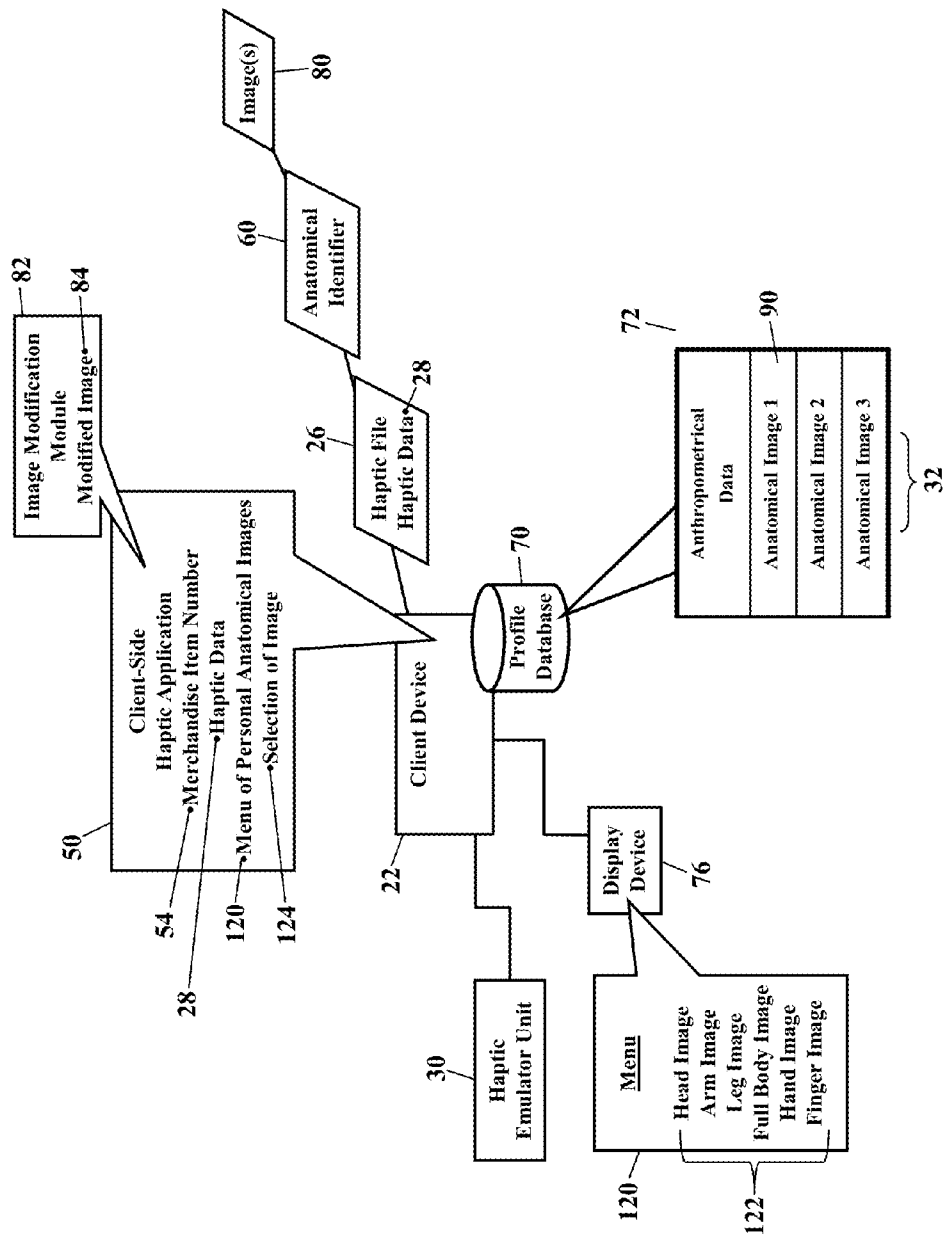 Image Modification
Module
Modified Image•
82
84
50
Client-Side
Haptic Application
•Merchandise Item Number
•Haptic Data
•Menu of Personal Anatomical Images
•Selection of Image
54
28
120
124
Image(s)
80
60
Anatomical
Identifier
26
Haptic File
Haptic Data•
28
22
Client Device
70
Profile
Database
30
Haptic
Emulator Unit
Display
Device
76
120
Menu
Head Image
Arm Image
Leg Image
Full Body Image
Hand Image
Finger Image
122
72
Anthropometrical
Data
Anatomical Image 1
Anatomical Image 2
Anatomical Image 3
90
32